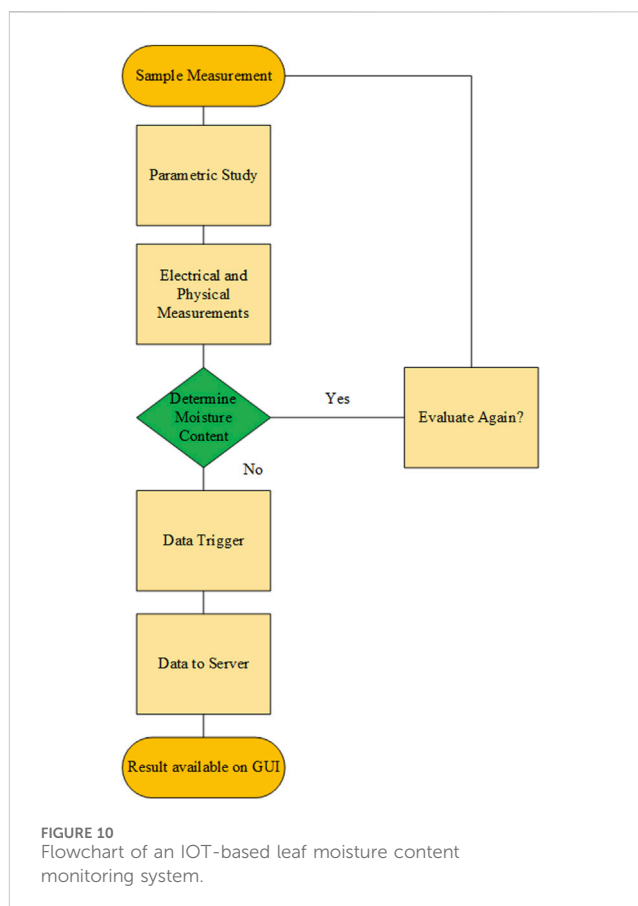 Sample Measurement
Parametric Study
Electrical and
Physical
Measurements
Determine
Moisture
Content
Yes
Evaluate Again?
No
Data Trigger
Data to Server
Result available on GUI
FIGURE 10
Flowchart of an IOT-based leaf moisture content
monitoring system.